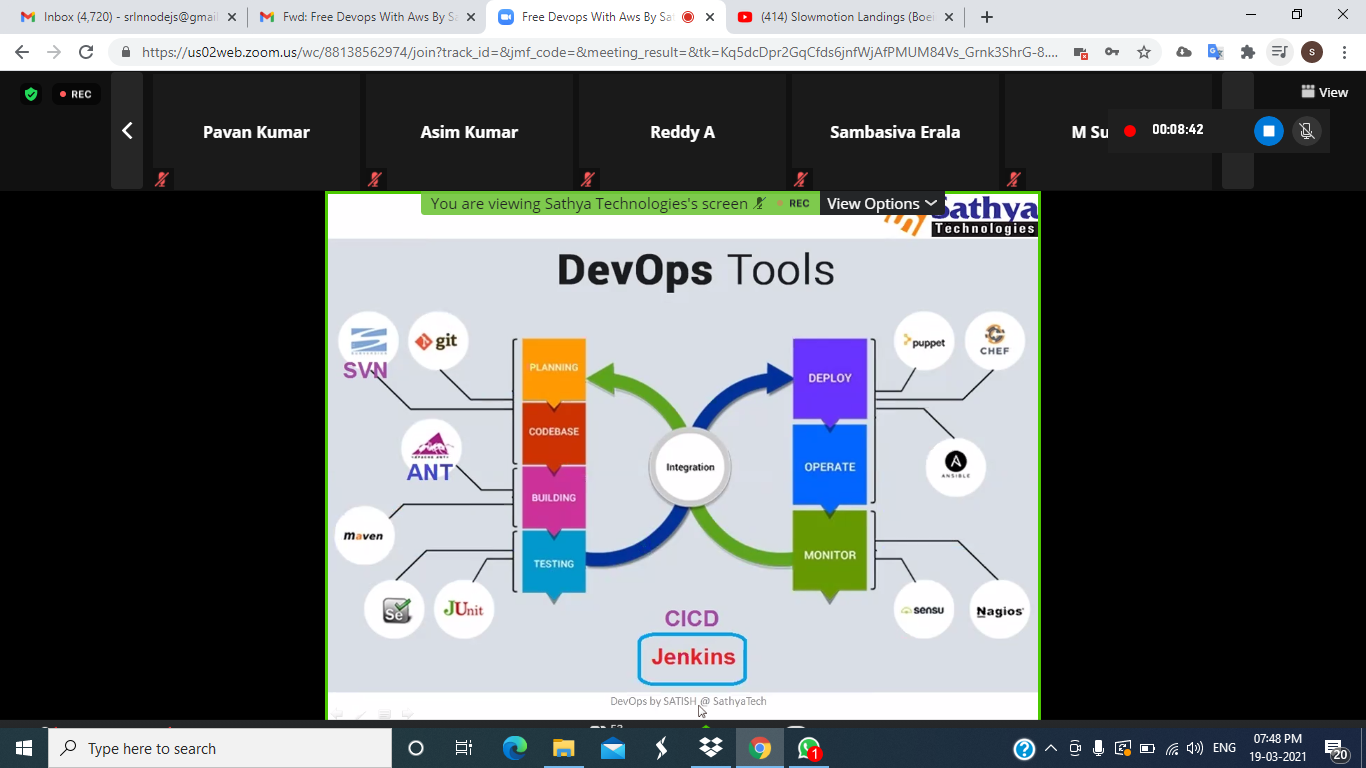 Inbox (4,720) - srlnnodejs@gmail
Fwd: Free Devops With Aws By Sa
Free Devops With Aws By Sat
(414) Slowmotion Landings (Boei
https://us02web.zoom.us/wc/88138562974/join?track_id=&jmf_code=&meeting_result=&tk=Kq5dcDpr2GqCfds6jnfWjAfPMUM84Vs_Grnk3ShrG-8....
S
REC
View
Pavan Kumar
Asim Kumar
Reddy A
Sambasiva Erala
M Su
00:08:42
You are viewing Sathya Technologies's screen
REC
View Options
Sathya
Technologies
DevOps Tools
SVN
git
PLANNING
DEPLOY
puppet
CHEF
CODEBASE
ANT
Integration
OPERATE
ANSIBLE
BUILDING
maven
TESTING
MONITOR
Se
JUnit
sensu
Nagios
CICD
Jenkins
DevOps by SATISH @ SathyaTech
Type here to search
1
ENG
07:48 PM
19-03-2021
20